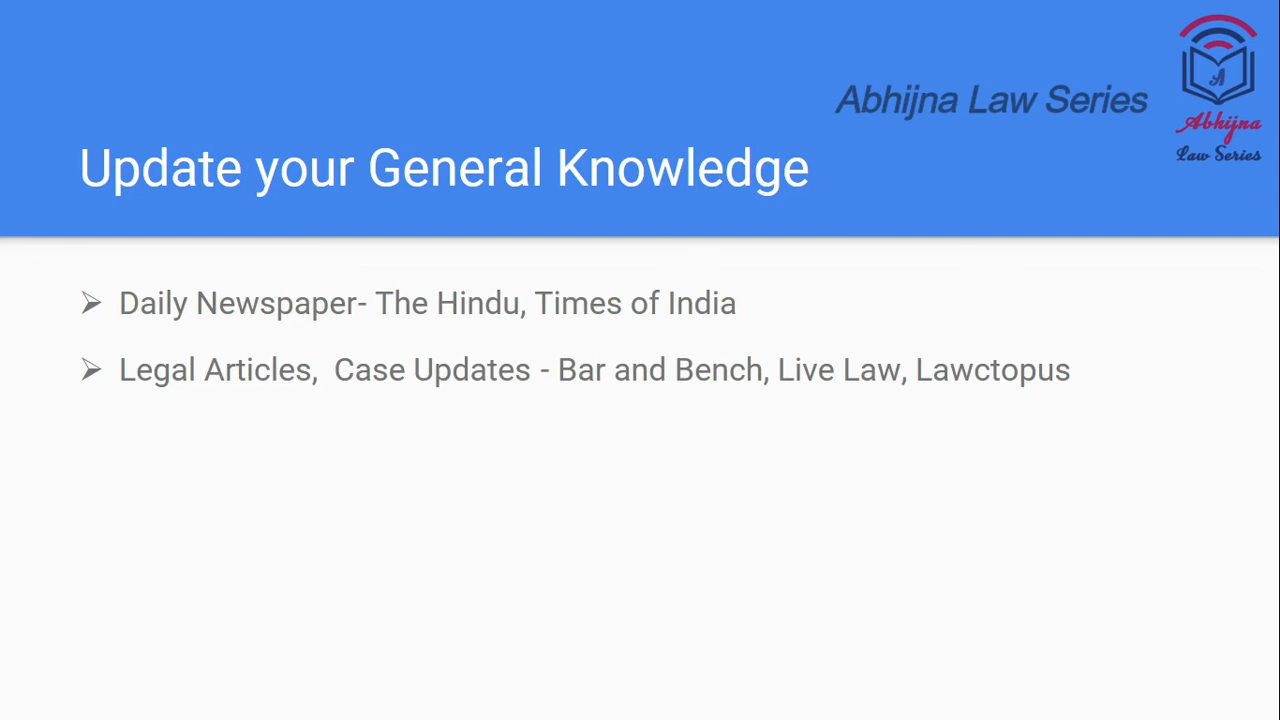 Abhijna Law Series
A
Abhijna
Law Series
Update your General Knowledge
➢ Daily Newspaper- The Hindu, Times of India
➢ Legal Articles,  Case Updates - Bar and Bench, Live Law, Lawctopus